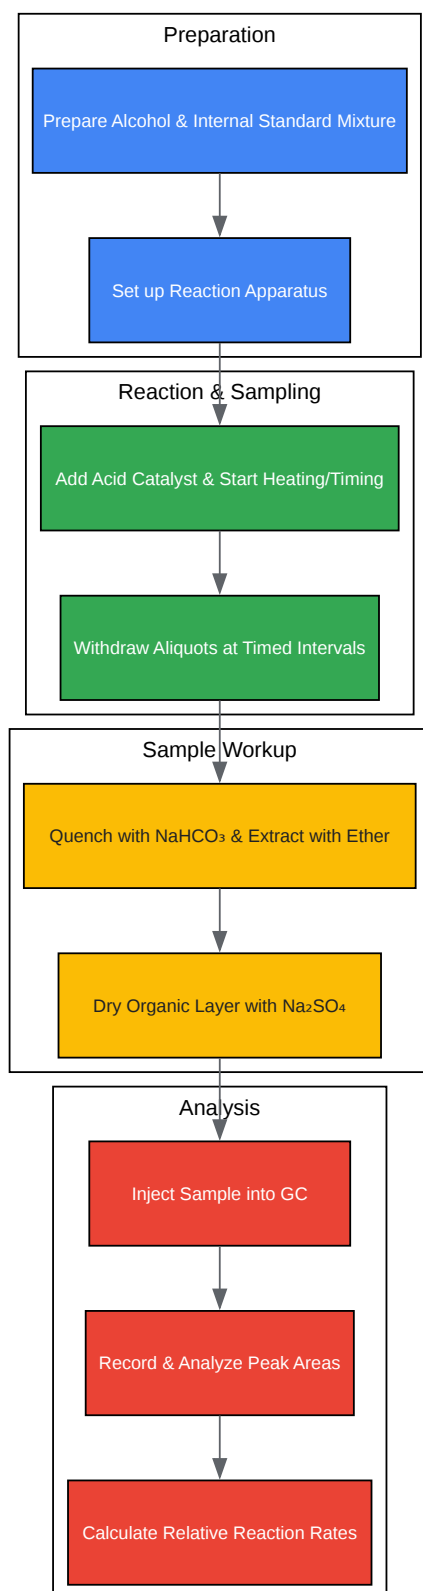 Preparation
Prepare Alcohol & Internal Standard Mixture
Set up Reaction Apparatus
Reaction & Sampling
Add Acid Catalyst & Start Heating/Timing
Withdraw Aliquots at Timed Intervals
Sample Workup
Quench with NaHCO₃ & Extract with Ether
Dry Organic Layer with Na₂SO₄
Analysis
Inject Sample into GC
Record & Analyze Peak Areas
Calculate Relative Reaction Rates